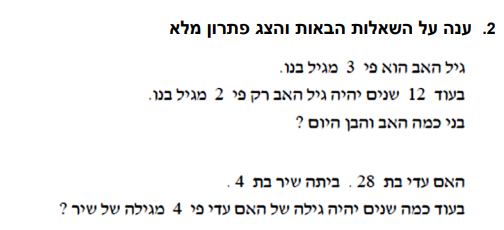 2. ענה על השאלות הבאות והצג פתרון מלא
גיל האב הוא פי 3 מגיל בנו.
בעוד 12 שנים יהיה גיל האב רק פי 2 מגיל בנו.
בני כמה האב והבן היום ?
האם עדי בת 28 . ביתה שיר בת 4 .
בעוד כמה שנים יהיה גילה של האם עדי פי 4 מגילה של שיר ?